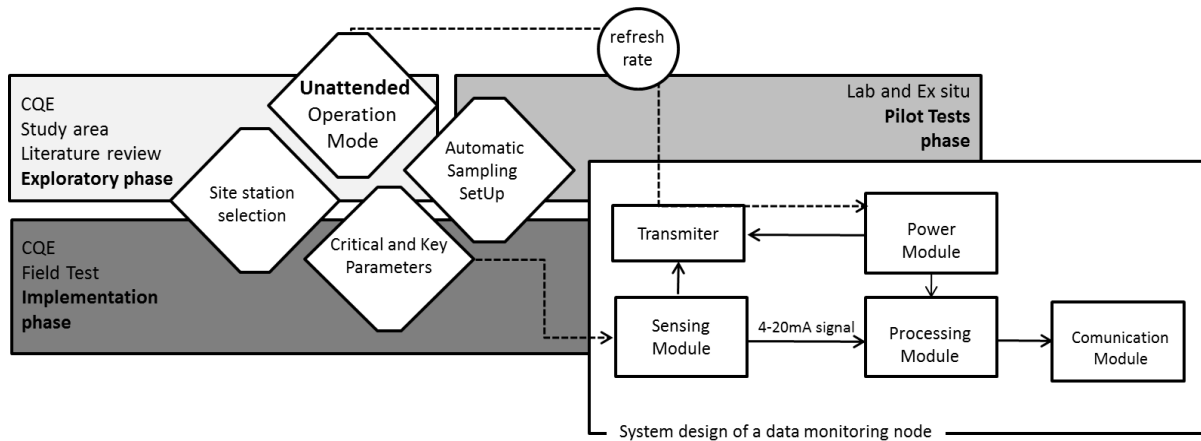 refresh
rate
Unattended
Operation
Mode
CQE
Study area
Literature review
Exploratory phase
Lab and Ex situ
Pilot Tests
phase
Automatic
Sampling
SetUp
Site station
selection
Critical and Key
Parameters
CQE
Field Test
Implementation
phase
Transmiter
Power
Module
Sensing
Module
4-20mA signal
Processing
Module
Comunication
Module
System design of a data monitoring node